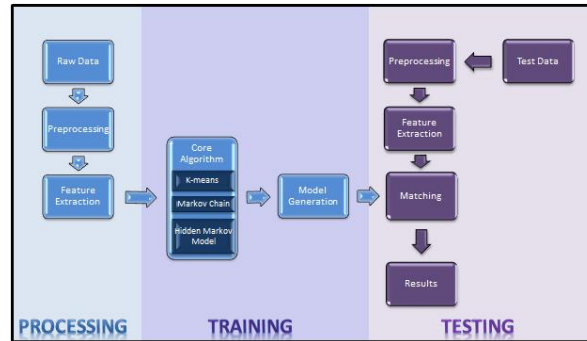 Raw Data
Preprocessing
Feature
Extraction
Core
Algorithm
K-means
Markov Chain
Hidden Markov
Model
Model
Generation
Preprocessing
Test Data
Feature
Extraction
Matching
Results
PROCESSING
TRAINING
TESTING